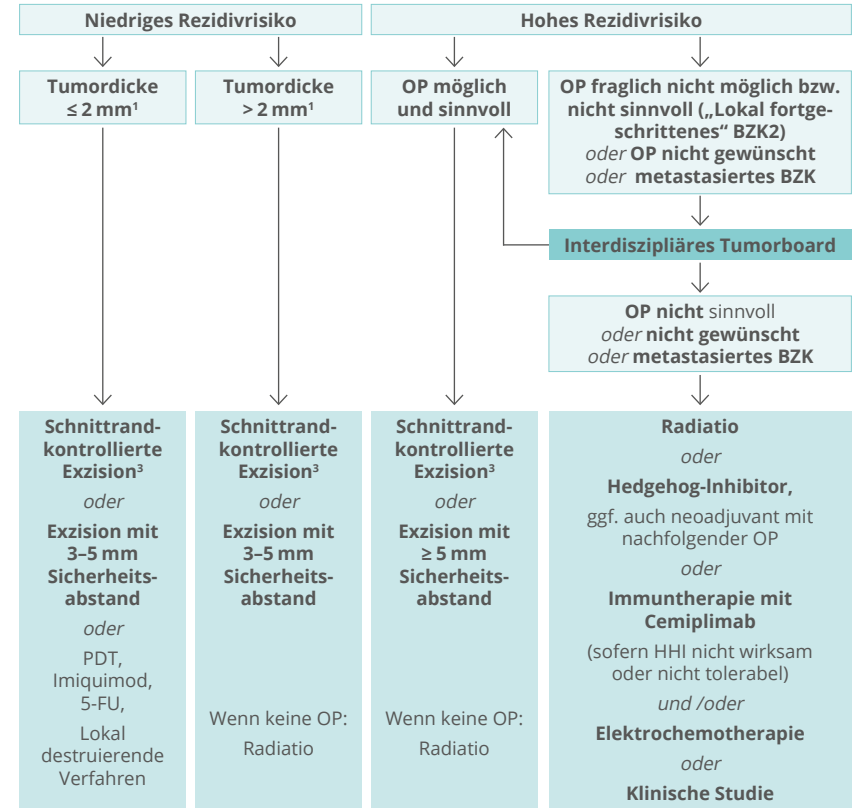 Niedriges Rezidivrisiko
Hohes Rezidivrisiko
Tumordicke
≤ 2 mm¹
Tumordicke
> 2 mm¹
OP möglich
und sinnvoll
OP fraglich nicht möglich bzw.
nicht sinnvoll („Lokal fortge-
schrittenes“ BZK2)
oder OP nicht gewünscht
oder metastasiertes BZK
Interdiszipliäres Tumorboard
OP nicht sinnvoll
oder nicht gewünscht
oder metastasiertes BZK
Schnittrand-
kontrollierte
Exzision³
oder
Exzision mit
3–5 mm
Sicherheits-
abstand
oder
PDT,
Imiquimod,
5-FU,
Lokal
destruierende
Verfahren
Schnittrand-
kontrollierte
Exzision³
oder
Exzision mit
3–5 mm
Sicherheits-
abstand
Wenn keine OP:
Radiatio
Schnittrand-
kontrollierte
Exzision³
oder
Exzision mit
≥ 5 mm
Sicherheits-
abstand
Wenn keine OP:
Radiatio
Radiatio
oder
Hedgehog-Inhibitor,
ggf. auch neoadjuvant mit
nachfolgender OP
oder
Immuntherapie mit
Cemiplimab
(sofern HHI nicht wirksam
oder nicht tolerabel)
und /oder
Elektrochemotherapie
oder
Klinische Studie